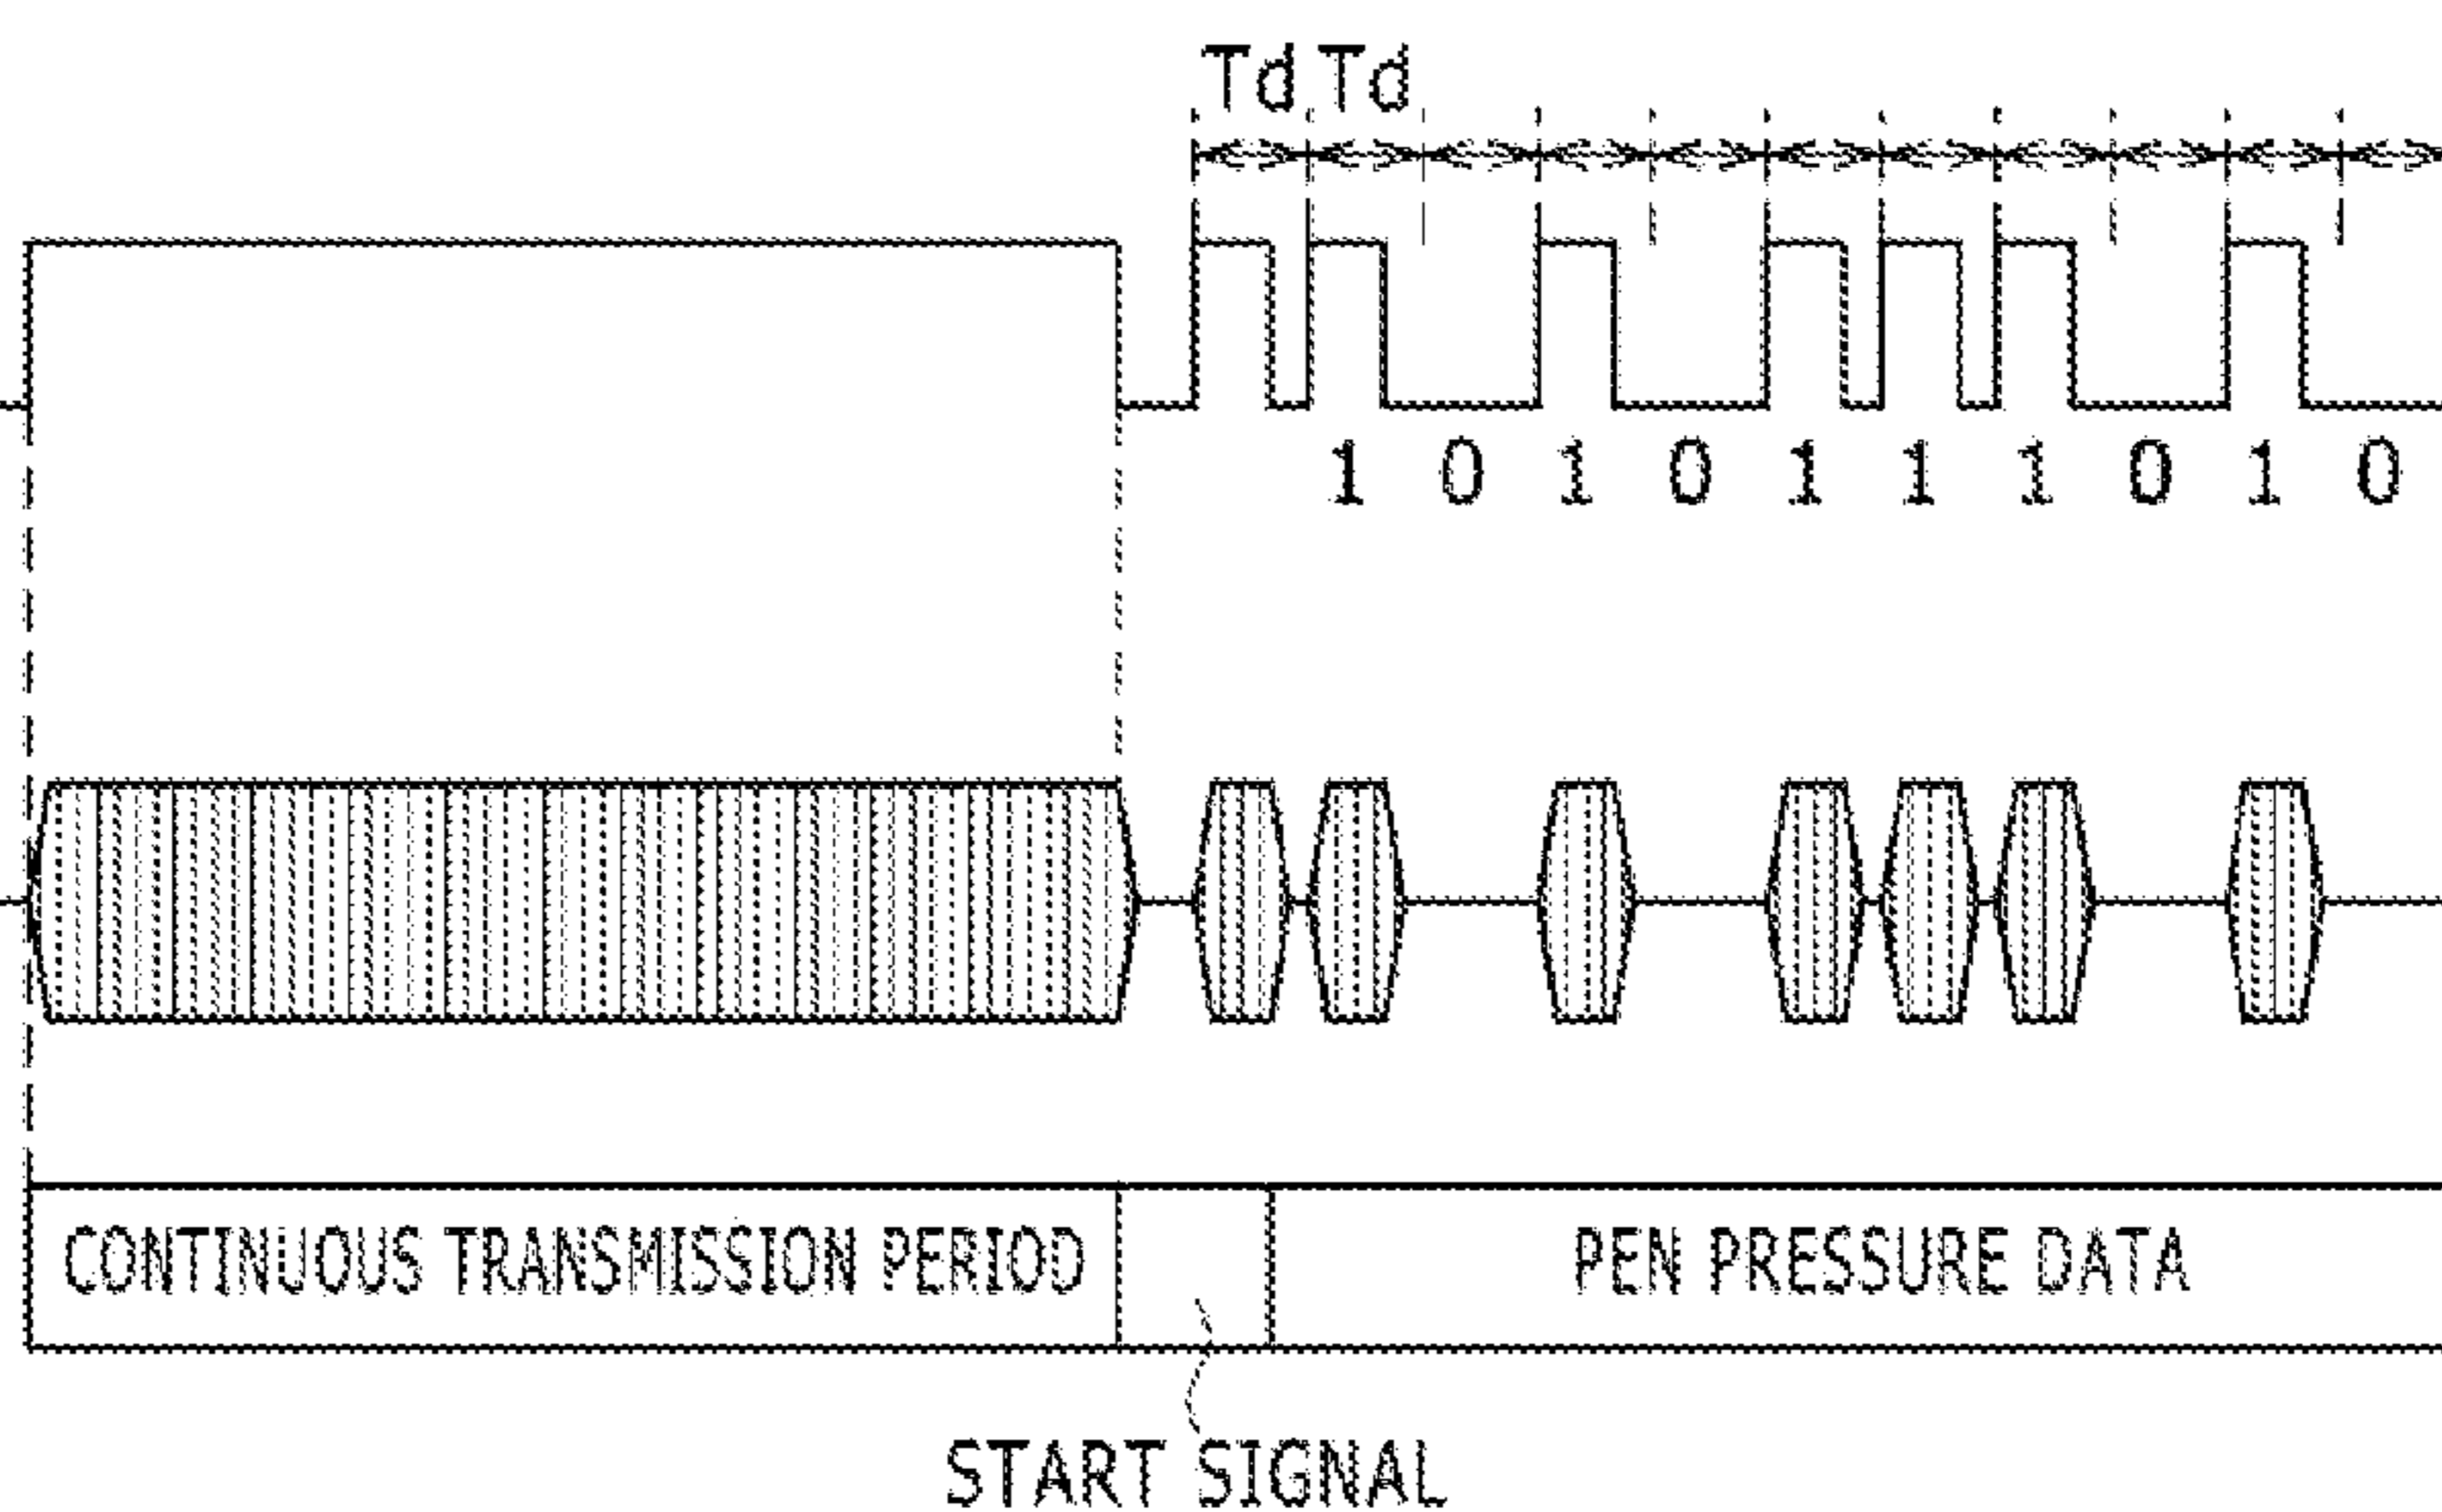 Td Td
1 0 1 0 1 1 1 0 1 0
CONTINUOUS TRANSMISSION PERIOD PEN PRESSURE DATA
START SIGNAL